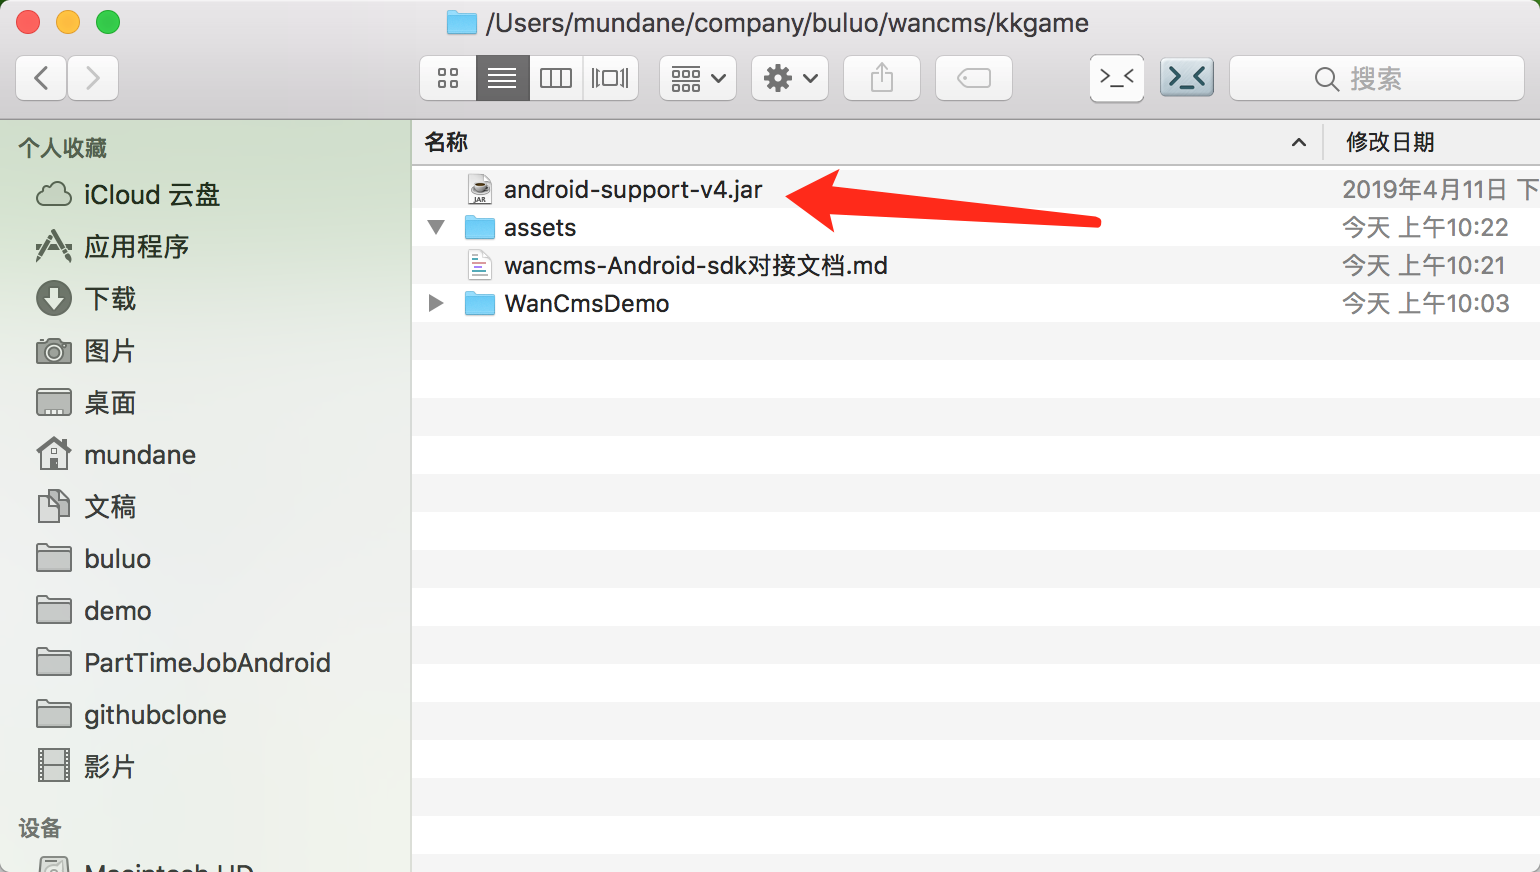 /Users/mundane/company/buluo/wancms/kkgame
搜索
个人收藏
iCloud 云盘
应用程序
下载
图片
桌面
mundane
文稿
buluo
demo
PartTimeJobAndroid
githubclone
影片
设备
Macintosh HD
名称 修改日期
android-support-v4.jar 2019年4月11日 下
assets 今天 上午10:22
wancms-Android-sdk对接文档.md 今天 上午10:21
WanCmsDemo 今天 上午10:03